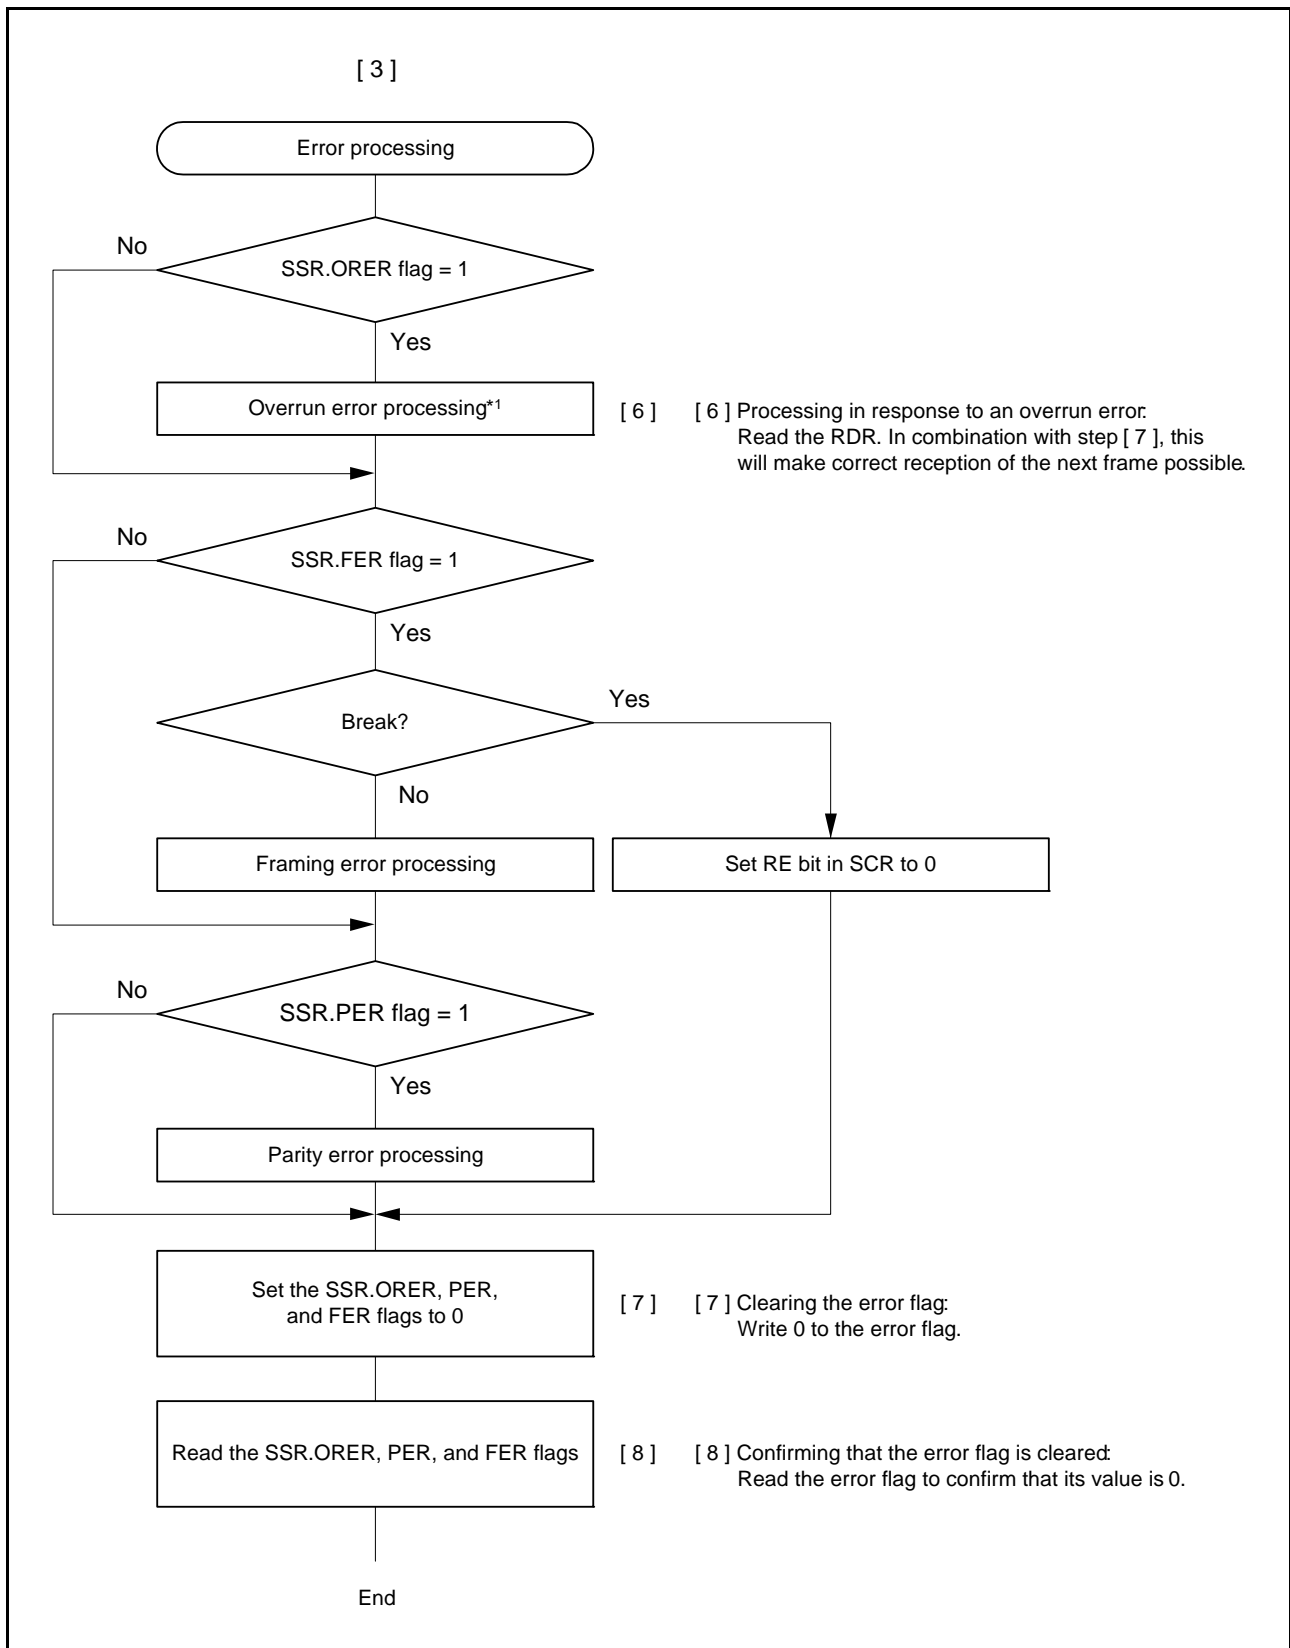 [ 3 ]
Error processing
No
SSR.ORER flag = 1
Yes
Overrun error processing*1
[ 6 ]
[ 6 ] Processing in response to an overrun error:
Read the RDR. In combination with step [ 7 ], this
will make correct reception of the next frame possible.
No
SSR.FER flag = 1
Yes
Break?
Yes
No
Framing error processing
Set RE bit in SCR to 0
No
SSR.PER flag = 1
Yes
Parity error processing
Set the SSR.ORER, PER,
and FER flags to 0
[ 7 ]
[ 7 ] Clearing the error flag:
Write 0 to the error flag.
Read the SSR.ORER, PER, and FER flags
[ 8 ]
[ 8 ] Confirming that the error flag is cleared:
Read the error flag to confirm that its value is 0.
End